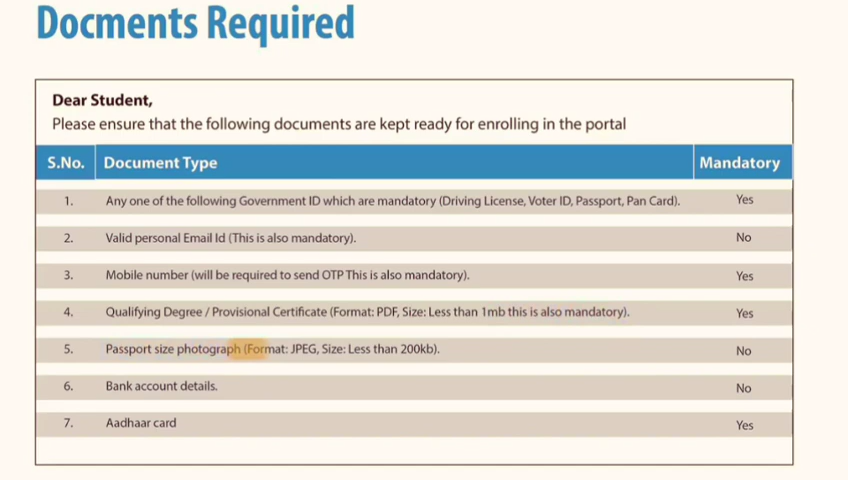 Docments Required
Dear Student,
Please ensure that the following documents are kept ready for enrolling in the portal
S.No. Document Type Mandatory
1. Any one of the following Government ID which are mandatory (Driving License, Voter ID, Passport, Pan Card). Yes
2. Valid personal Email Id (This is also mandatory). No
3. Mobile number (will be required to send OTP This is also mandatory). Yes
4. Qualifying Degree / Provisional Certificate (Format: PDF, Size: Less than 1mb this is also mandatory). Yes
5. Passport size photograph (Format: JPEG, Size: Less than 200kb). No
6. Bank account details. No
7. Aadhaar card Yes